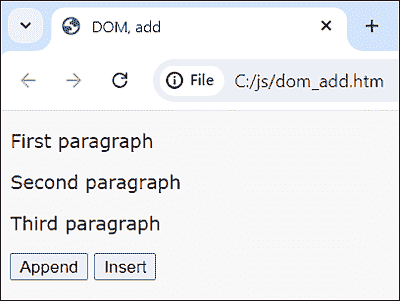 DOM, add
File C:/js/dom_add.htm
First paragraph
Second paragraph
Third paragraph
Append Insert